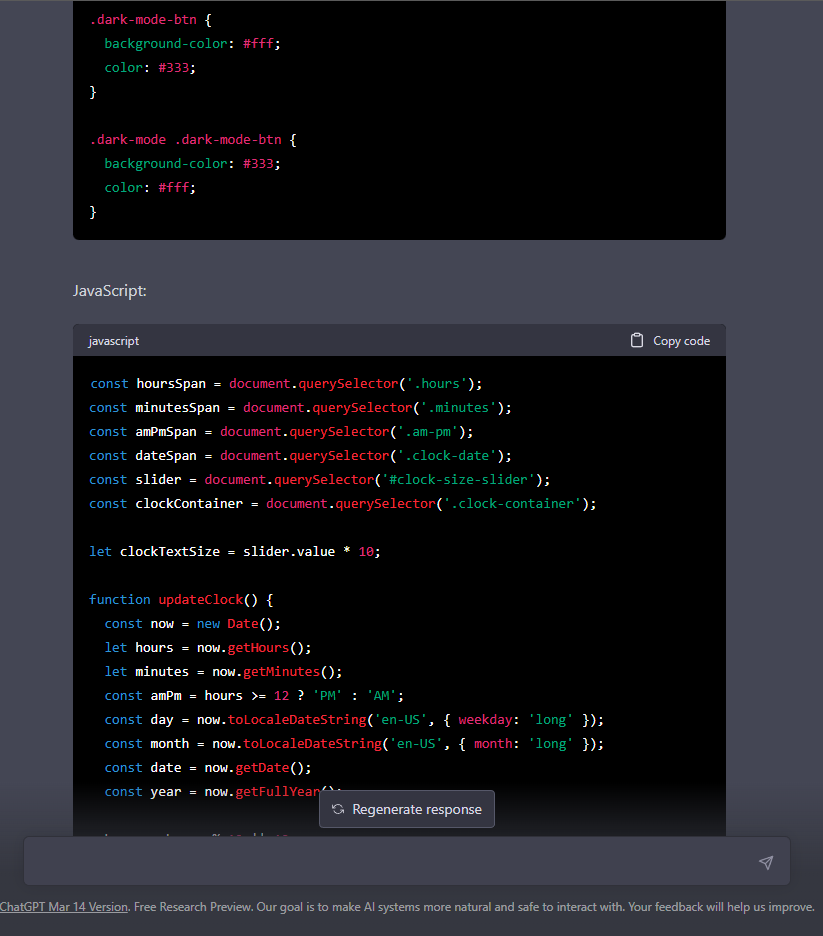 .dark-mode-btn {
  background-color: #fff;
  color: #333;
}

.dark-mode .dark-mode-btn {
  background-color: #333;
  color: #fff;
}

JavaScript:
javascript Copy code
const hoursSpan = document.querySelector('.hours');
const minutesSpan = document.querySelector('.minutes');
const amPmSpan = document.querySelector('.am-pm');
const dateSpan = document.querySelector('.clock-date');
const slider = document.querySelector('#clock-size-slider');
const clockContainer = document.querySelector('.clock-container');

let clockTextSize = slider.value * 10;

function updateClock() {
  const now = new Date();
  let hours = now.getHours();
  let minutes = now.getMinutes();
  const amPm = hours >= 12 ? 'PM' : 'AM';
  const day = now.toLocaleDateString('en-US', { weekday: 'long' });
  const month = now.toLocaleDateString('en-US', { month: 'long' });
  const date = now.getDate();
  const year = now.getFullYear();
Regenerate response
ChatGPT Mar 14 Version. Free Research Preview. Our goal is to make AI systems more natural and safe to interact with. Your feedback will help us improve.